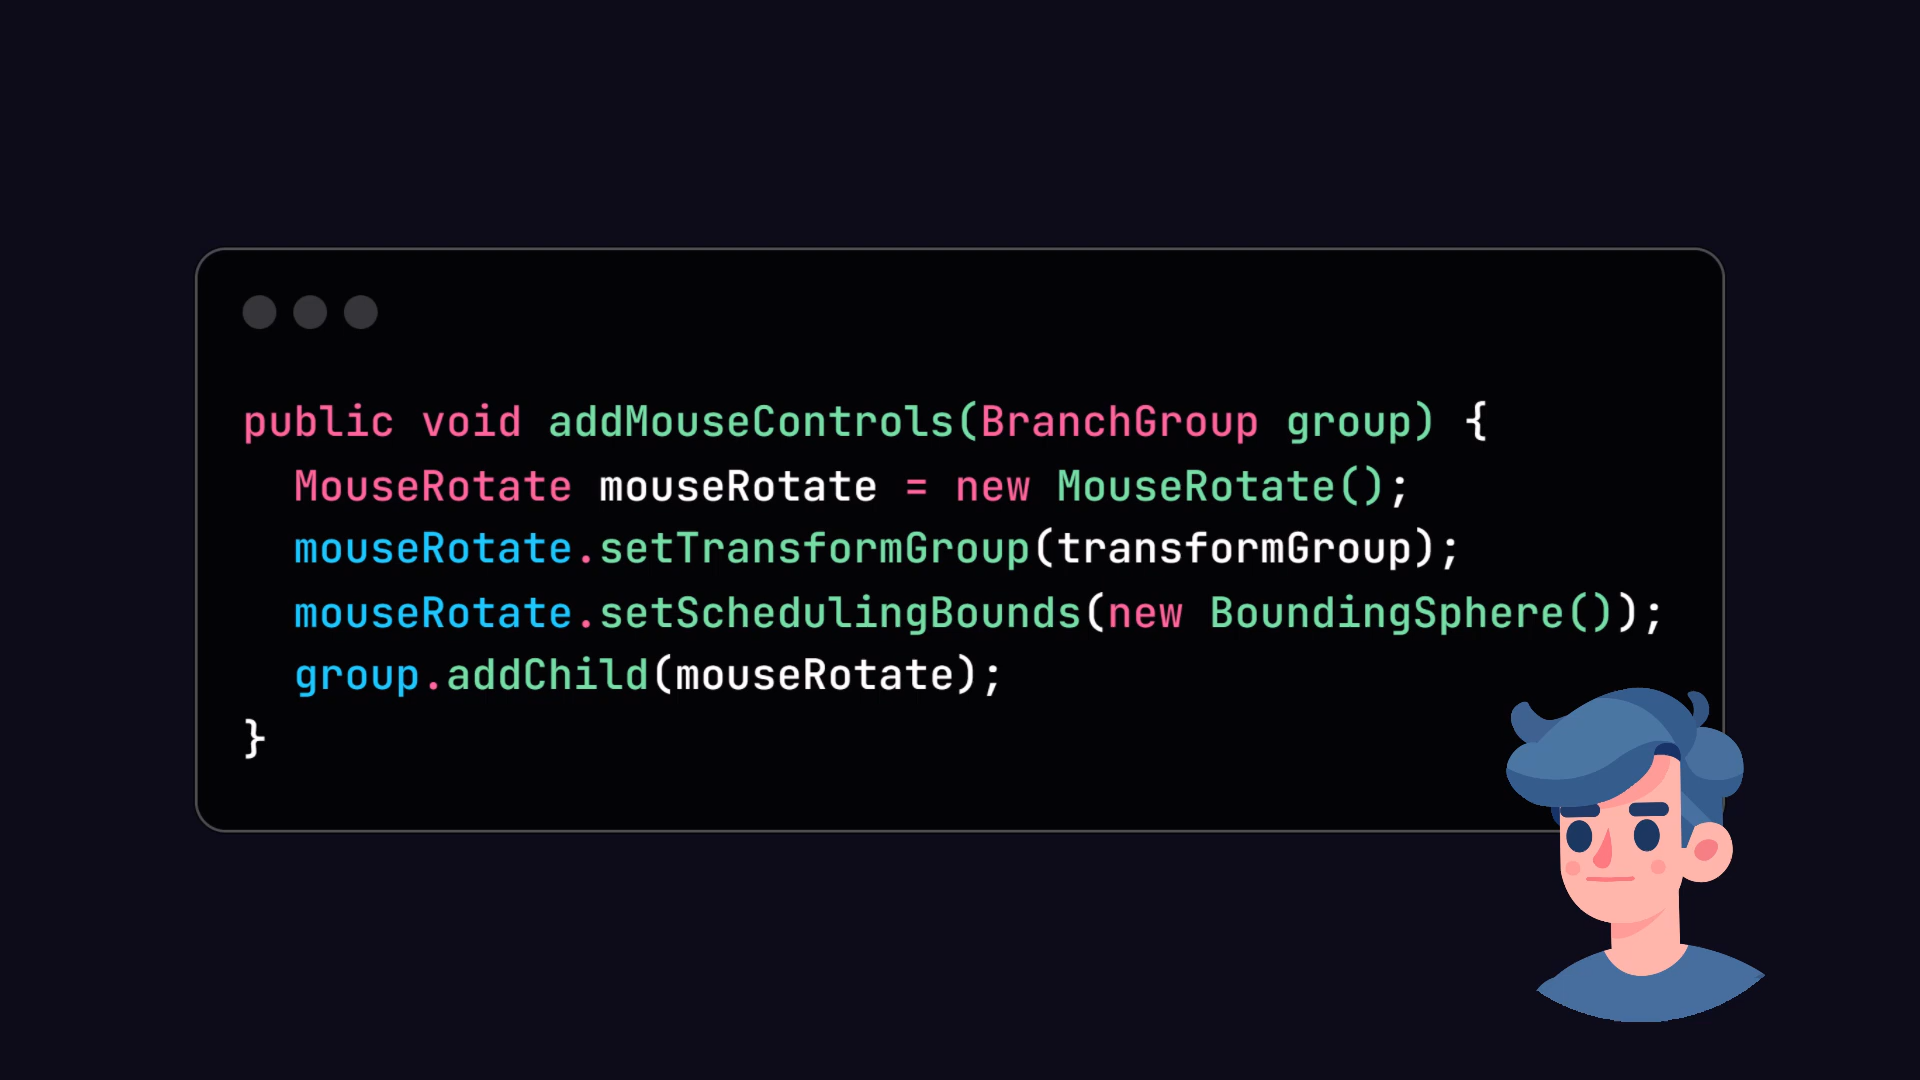 public void addMouseControls(BranchGroup group) {
MouseRotate mouseRotate = new MouseRotate();
mouseRotate.setTransformGroup(transformGroup);
mouseRotate.setSchedulingBounds(new BoundingSphere());
group.addChild(mouseRotate);
}